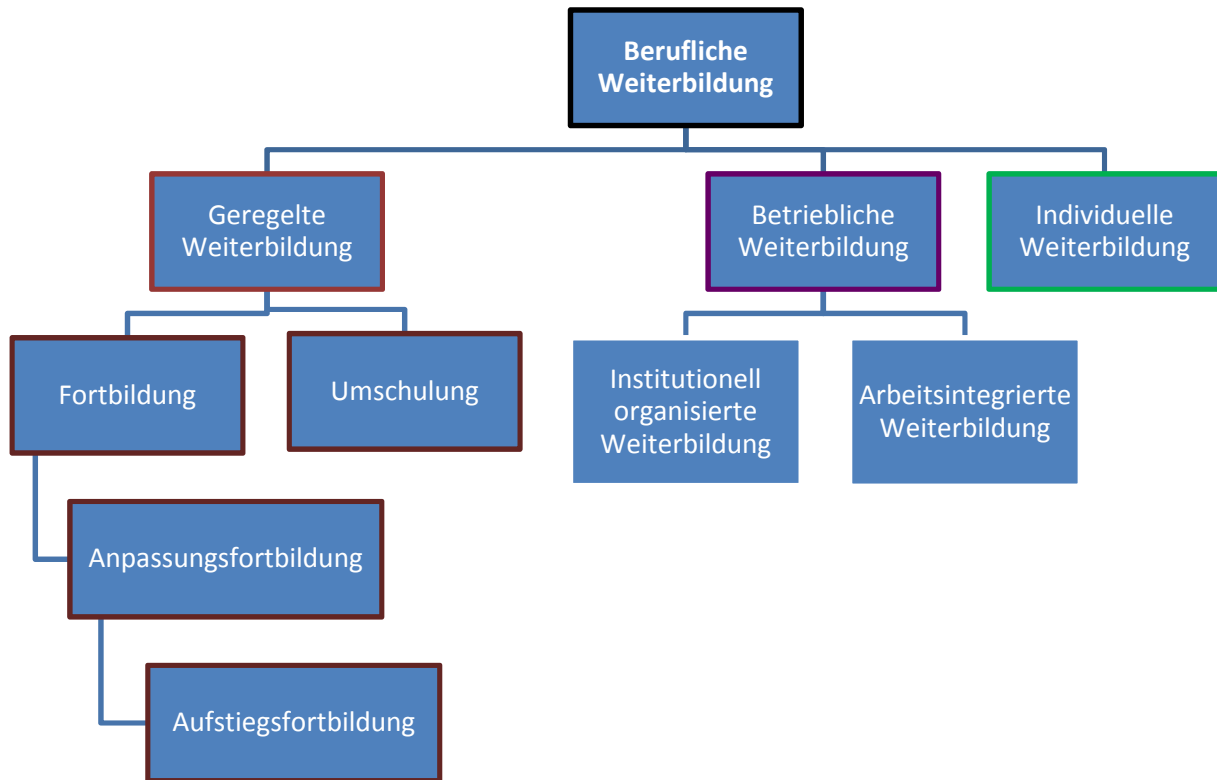 Berufliche
Weiterbildung
Geregelte
Weiterbildung
Betriebliche
Weiterbildung
Individuelle
Weiterbildung
Fortbildung
Umschulung
Institutionell
organisierte
Weiterbildung
Arbeitsintegrierte
Weiterbildung
Anpassungsfortbildung
Aufstiegsfortbildung